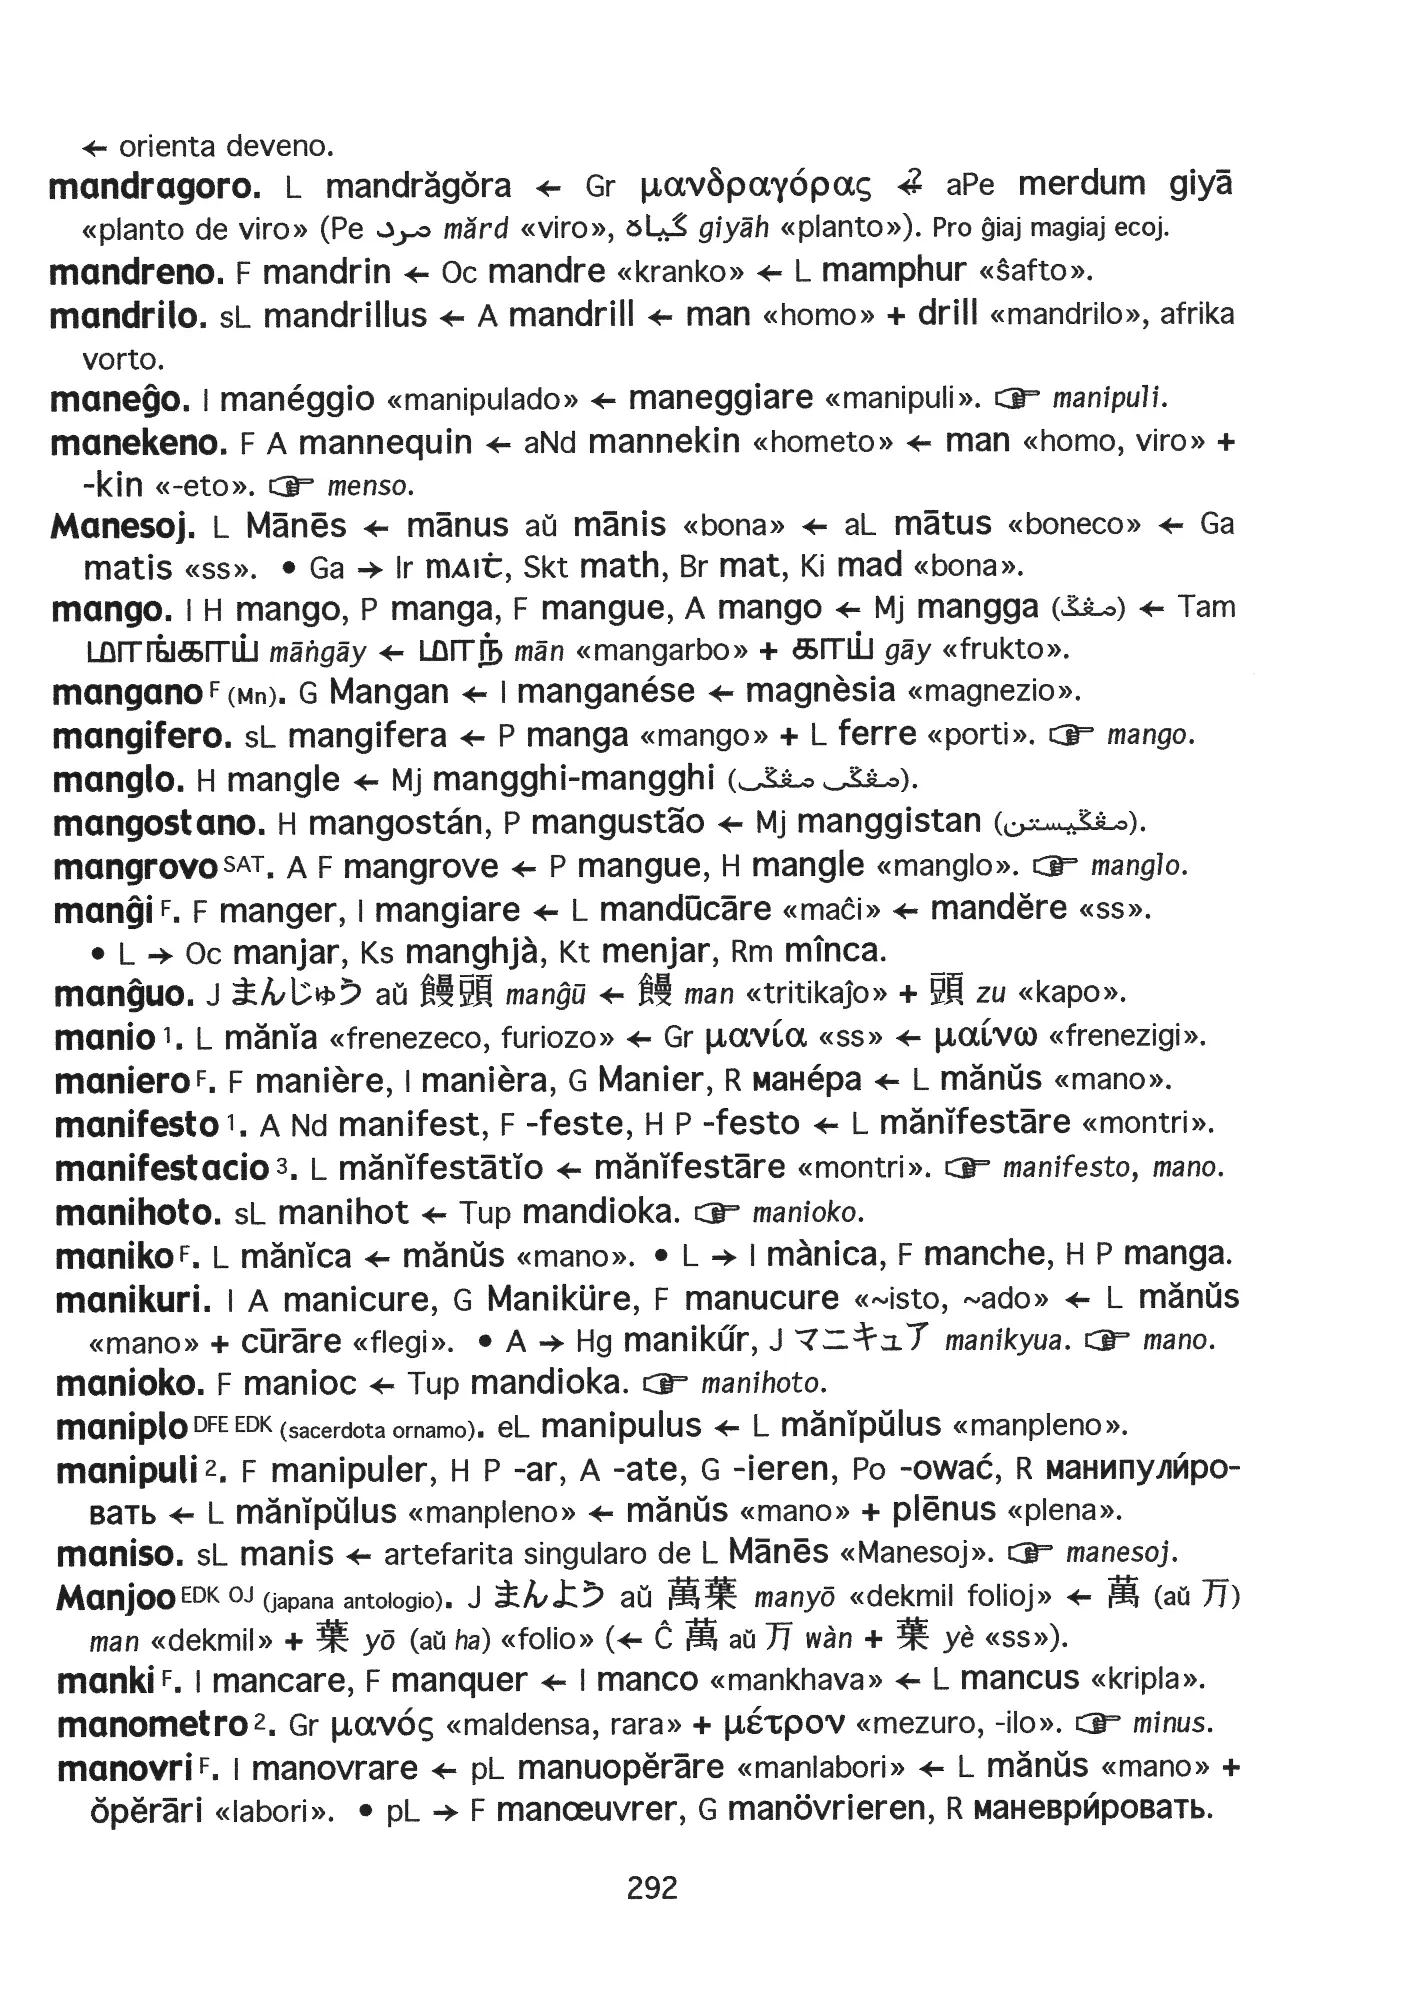 ← orienta deveno.
mandragoro. L mandrăgŏra ← Gr μανδραγόρας ⪪? aPe merdum giyā
«planto de viro» (Pe مرد mărd «viro», گیاه giyāh «planto»). Pro ĝiaj magiaj ecoj.
mandreno. F mandrin ← Oc mandre «kranko» ← L mamphur «ŝafto».
mandrilo. sL mandrillus ← A mandrill ← man «homo» + drill «mandrilo», afrika
vorto.
maneĝo. I manéggio «manipulado» ← maneggiare «manipuli». ☞ manipuli.
manekeno. F A mannequin ← aNd mannekin «hometo» ← man «homo, viro» +
-kin «-eto». ☞ menso.
Manesoj. L Mānēs ← mānus aŭ mānis «bona» ← aL mātus «boneco» ← Ga
matis «ss». • Ga → Ir maiṫ, Skt math, Br mat, Ki mad «bona».
mango. I H mango, P manga, F mangue, A mango ← Mj mangga (مڠݢ) ← Tam
மாங்காய் māṅgāy ← மாந் mān «mangarbo» + காய் gāy «frukto».
mangano F (Mn). G Mangan ← I manganése ← magnèsia «magnezio».
mangifero. sL mangifera ← P manga «mango» + L ferre «porti». ☞ mango.
manglo. H mangle ← Mj mangghi-mangghi (مڠݢی مڠݢی).
mangostano. H mangostán, P mangustão ← Mj manggistan (مڠݢيستن).
mangrovo SAT. A F mangrove ← P mangue, H mangle «manglo». ☞ manglo.
manĝi F. F manger, I mangiare ← L mandūcāre «maĉi» ← manděre «ss».
• L → Oc manjar, Ks manghjà, Kt menjar, Rm mînca.
manĝuo. J まんじゅう aŭ 饅頭 manĝū ← 饅 man «tritikaĵo» + 頭 zu «kapo».
manio 1. L mănĭa «frenezeco, furiozo» ← Gr μανία «ss» ← μαίνω «frenezigi».
maniero F. F manière, I manièra, G Manier, R манéра ← L mănŭs «mano».
manifesto 1. A Nd manifest, F -feste, H P -festo ← L mănĭfestāre «montri».
manifestacio 3. L mănĭfestātĭo ← mănĭfestāre «montri». ☞ manifesto, mano.
manihoto. sL manihot ← Tup mandioka. ☞ manioko.
maniko F. L mănĭca ← mănŭs «mano». • L → I mànica, F manche, H P manga.
manikuri. I A manicure, G Maniküre, F manucure «~isto, ~ado» ← L mănŭs
«mano» + cūrāre «flegi». • A → Hg manikűr, J マニキュア manikyua. ☞ mano.
manioko. F manioc ← Tup mandioka. ☞ manihoto.
maniplo DFE EDK (sacerdota ornamo). eL manipulus ← L mănĭpŭlus «manpleno».
manipuli 2. F manipuler, H P -ar, A -ate, G -ieren, Po -ować, R манипули́ро-
вать ← L mănĭpŭlus «manpleno» ← mănŭs «mano» + plēnus «plena».
maniso. sL manis ← artefarita singularo de L Mānēs «Manesoj». ☞ manesoj.
Manjoo EDK OJ (japana antologio). J まんよう aŭ 萬葉 manyō «dekmil folioj» ← 萬 (aŭ 万)
man «dekmil» + 葉 yō (aŭ ha) «folio» (← Ĉ 萬 aŭ 万 wàn + 葉 yè «ss»).
manki F. I mancare, F manquer ← I manco «mankhava» ← L mancus «kripla».
manometro 2. Gr μανός «maldensa, rara» + μέτρον «mezuro, -ilo». ☞ minus.
manovri F. I manovrare ← pL manuopěrāre «manlabori» ← L mănŭs «mano» +
ŏpěrāri «labori». • pL → F manœuvrer, G manövrieren, R маневри́ровать.
292